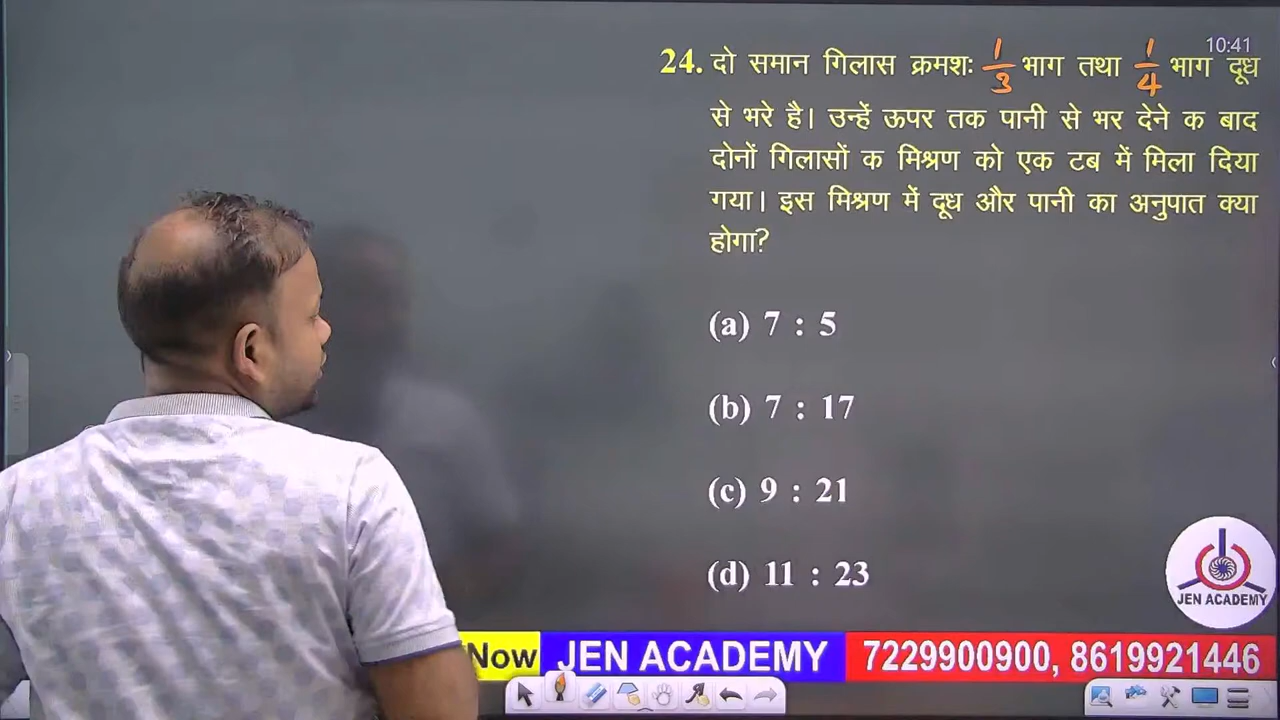 10:41
24. दो समान गिलास क्रमशः 1/3 भाग तथा 1/4 भाग दूध
से भरे है। उन्हें ऊपर तक पानी से भर देने क बाद
दोनों गिलासों क मिश्रण को एक टब में मिला दिया
गया। इस मिश्रण में दूध और पानी का अनुपात क्या
होगा?
(a) 7 : 5
(b) 7 : 17
(c) 9 : 21
(d) 11 : 23
JEN ACADEMY
Now JEN ACADEMY 7229900900, 8619921446